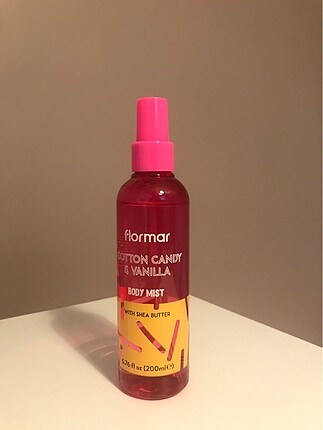 flormar
COTTON CANDY
& VANILLA
BODY MIST
WITH SHEA BUTTER
6.76 fl oz (200ml℮)